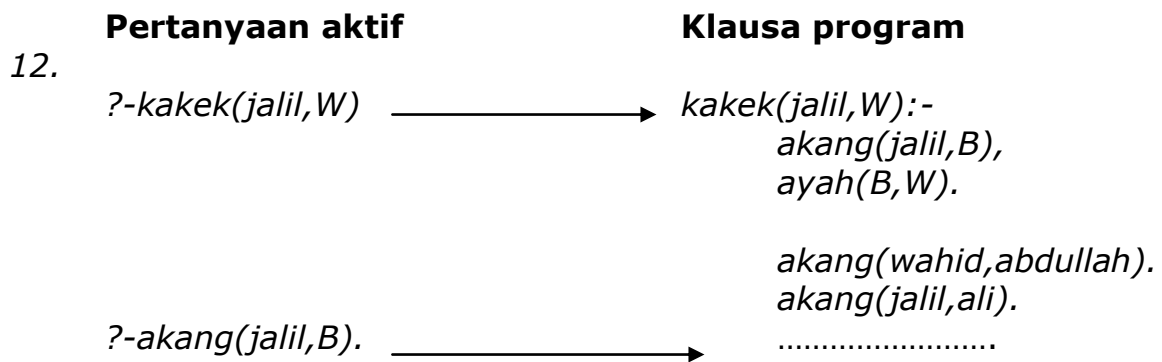 Pertanyaan aktif Klausa program
12.
?-kakek(jalil,W) kakek(jalil,W):-
akang(jalil,B),
ayah(B,W).
akang(wahid,abdullah).
akang(jalil,ali).
?-akang(jalil,B). .........................